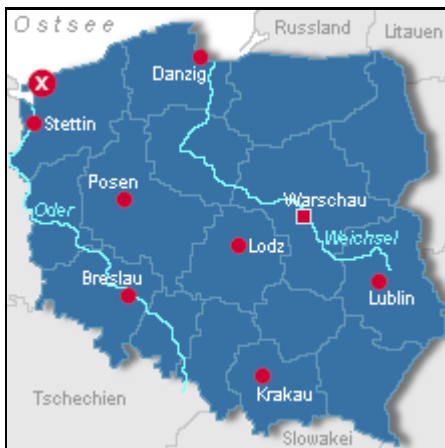 Ostsee
Russland
Litauen
Danzig
X
Stettin
Posen
Warschau
Oder
Weichsel
Lodz
Breslau
Lublin
Krakau
Tschechien
Slowakei